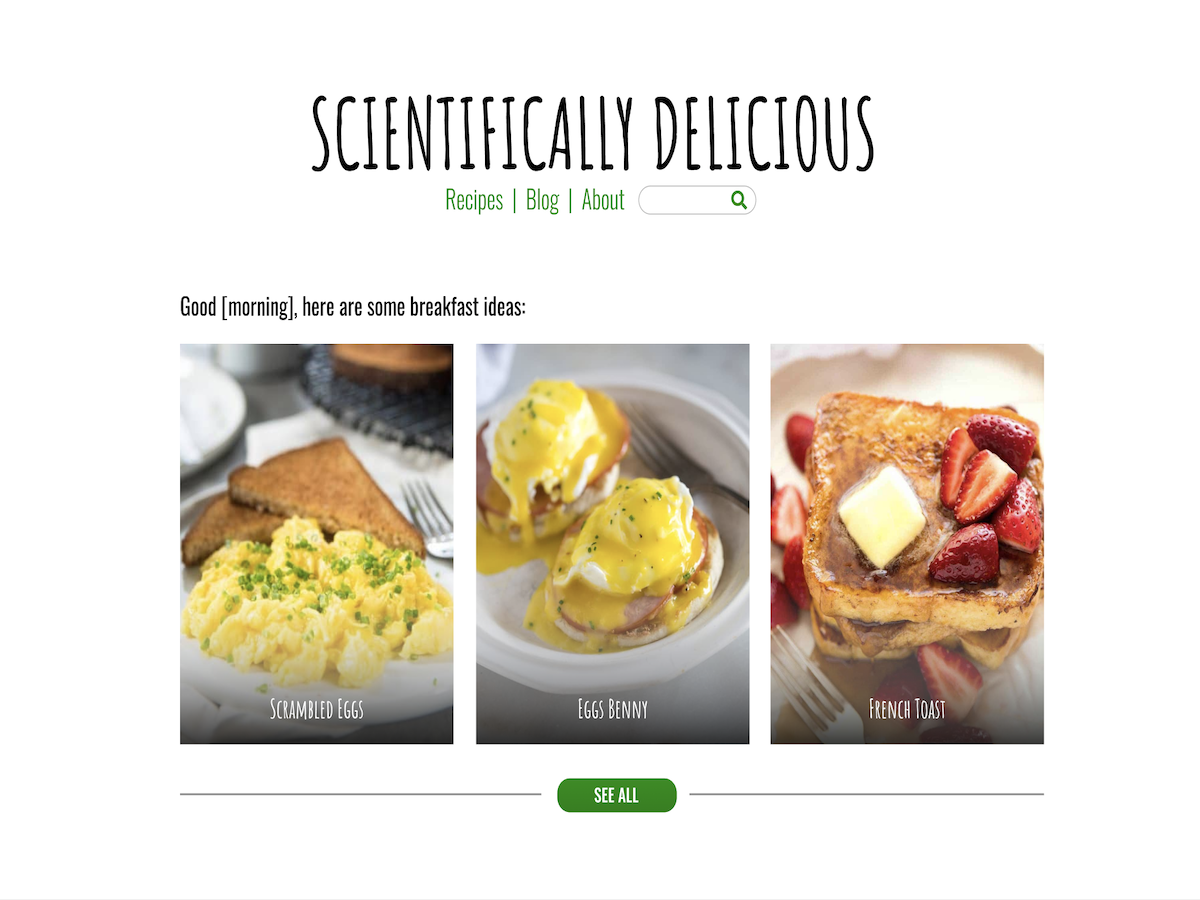 SCIENTIFICALLY DELICIOUS
Recipes | Blog | About
Good [morning], here are some breakfast ideas:
Scrambled Eggs
Eggs Benny
French Toast
SEE ALL